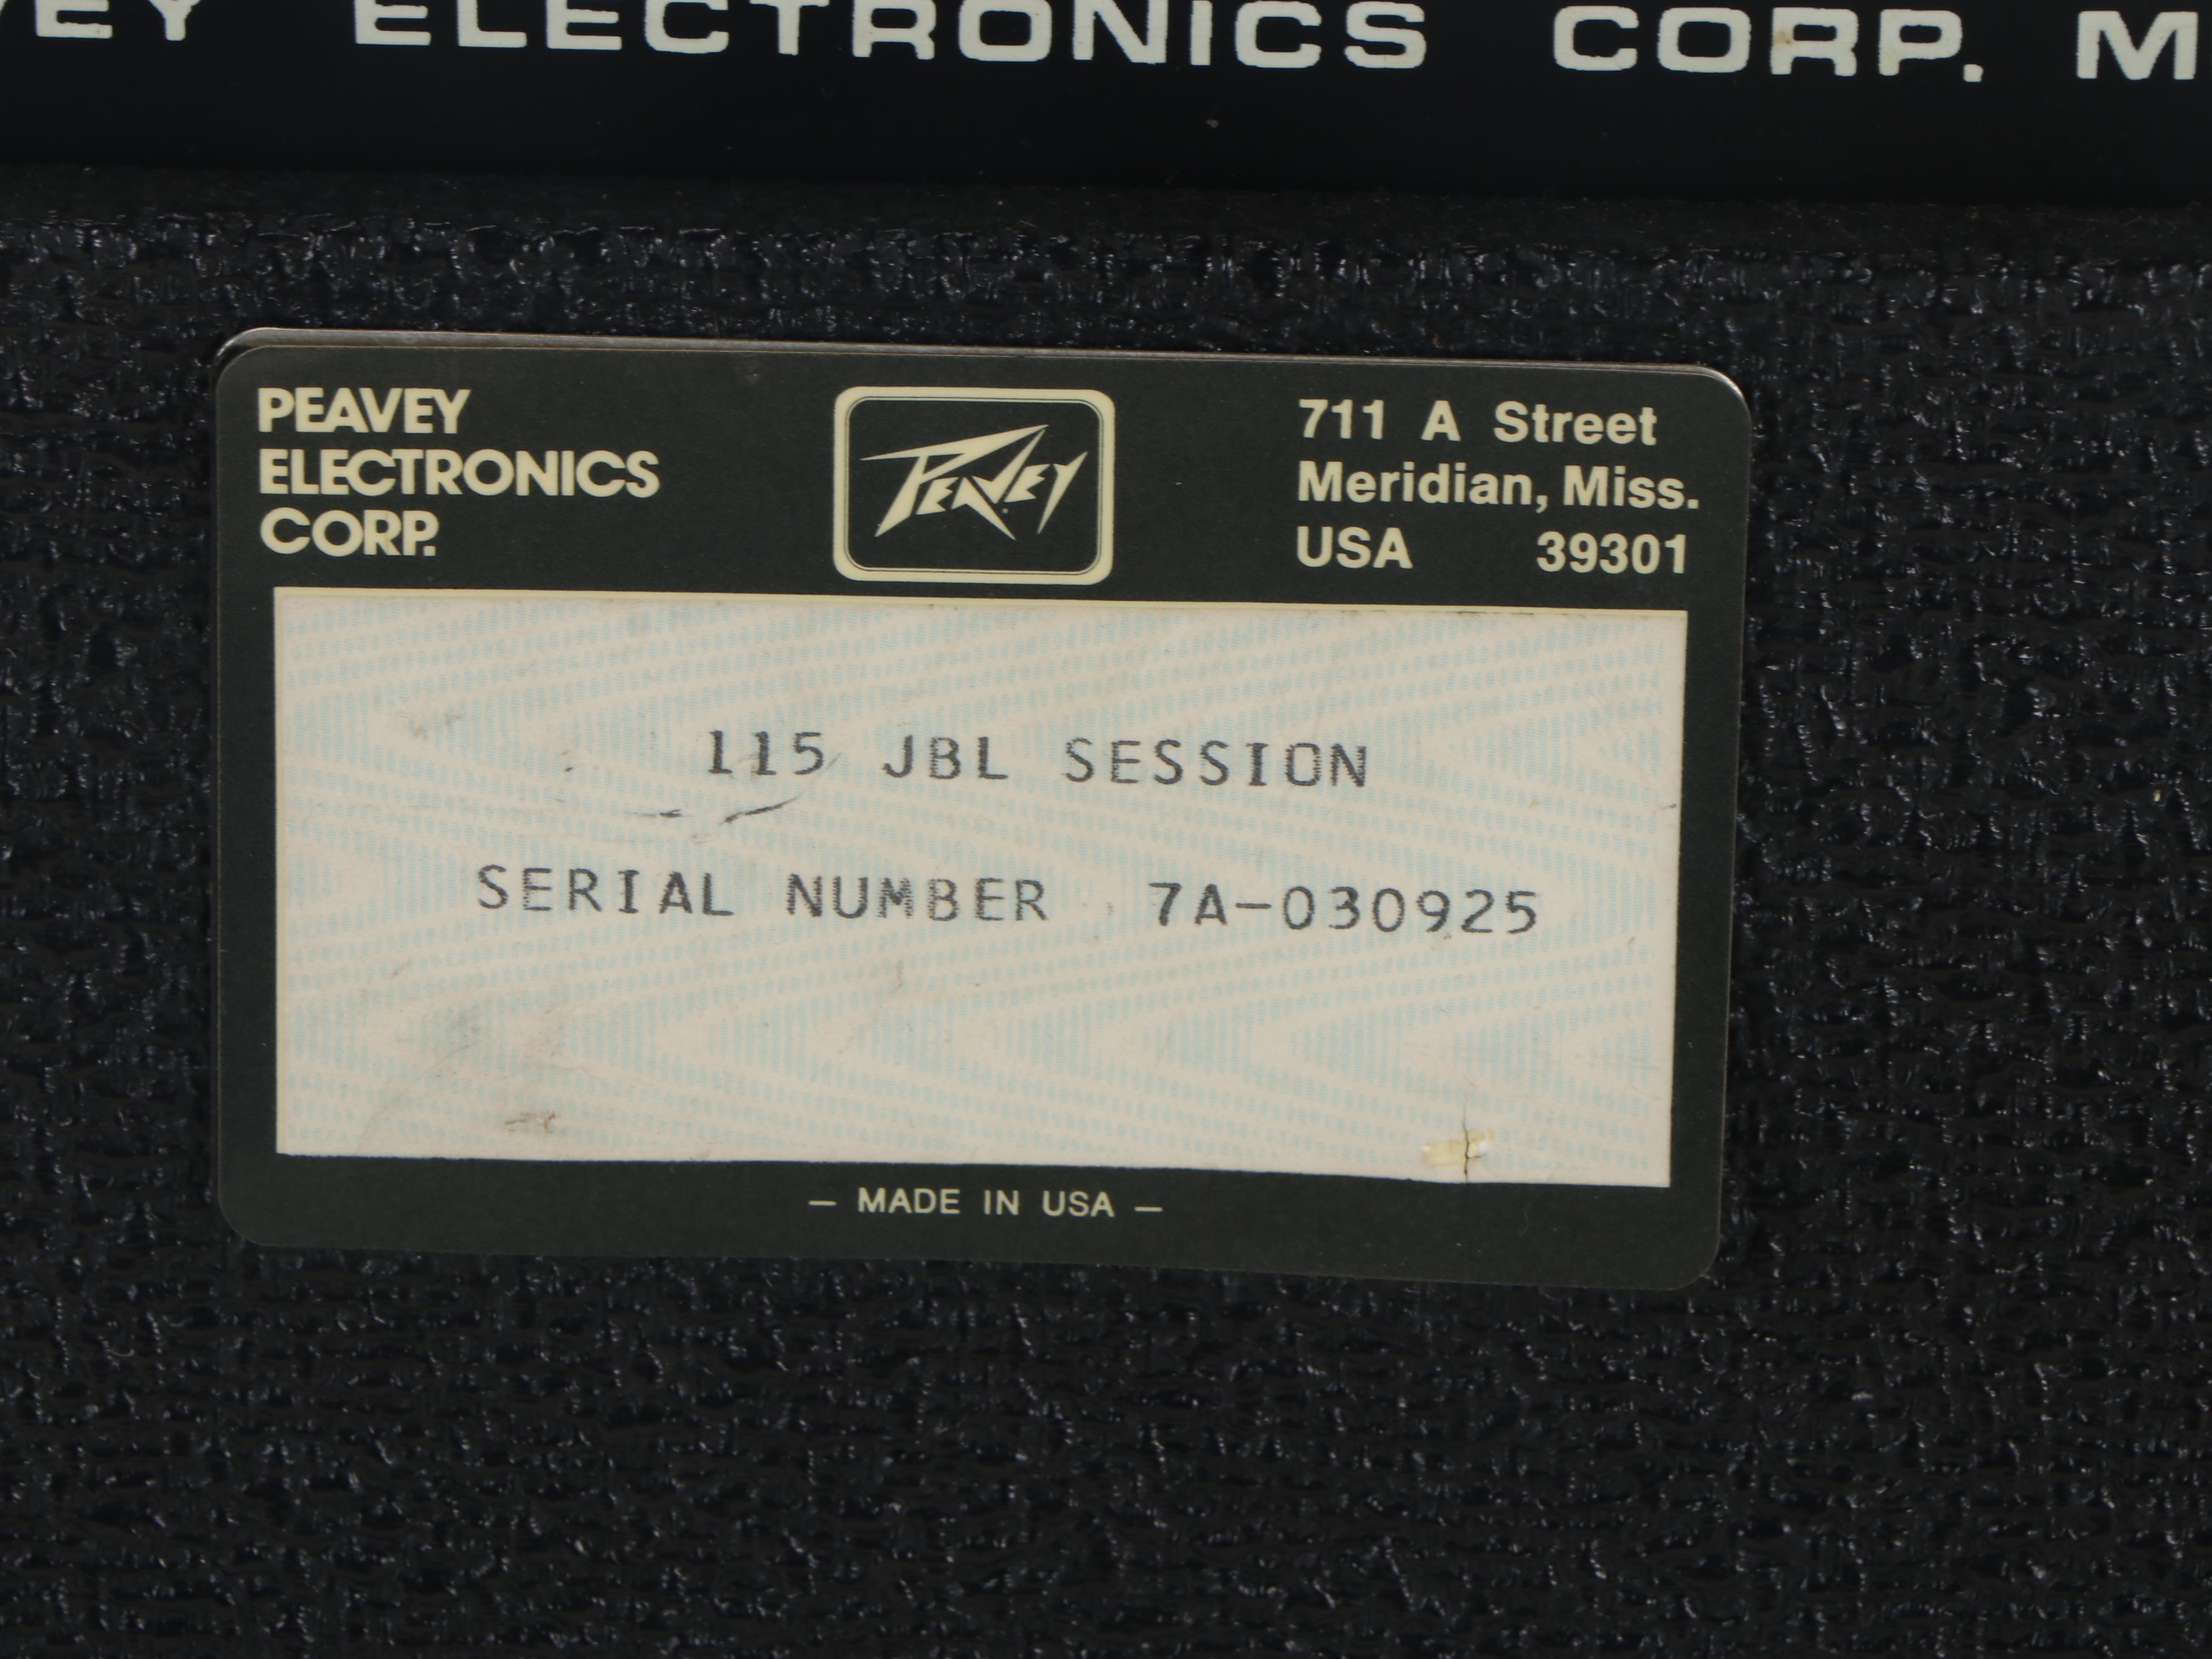 VEY ELECTRONICS CORP. M
PEAVEY
ELECTRONICS
CORP.
PEAVEY
711 A Street
Meridian, Miss.
USA 39301
115 JBL SESSION
SERIAL NUMBER 7A-030925
— MADE IN USA —